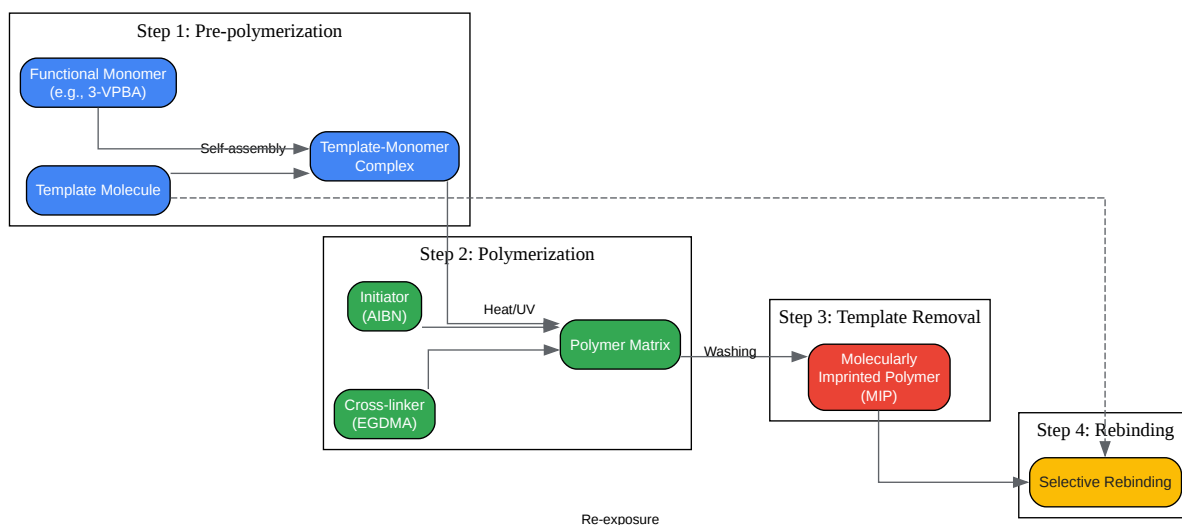 Step 1: Pre-polymerization
Functional Monomer
(e.g., 3-VPBA)
Self-assembly
Template-Monomer
Complex
Template Molecule
Step 2: Polymerization
Initiator
(AIBN)
Heat/UV
Polymer Matrix
Cross-linker
(EGDMA)
Washing
Step 3: Template Removal
Molecularly
Imprinted Polymer
(MIP)
Step 4: Rebinding
Selective Rebinding
Re-exposure